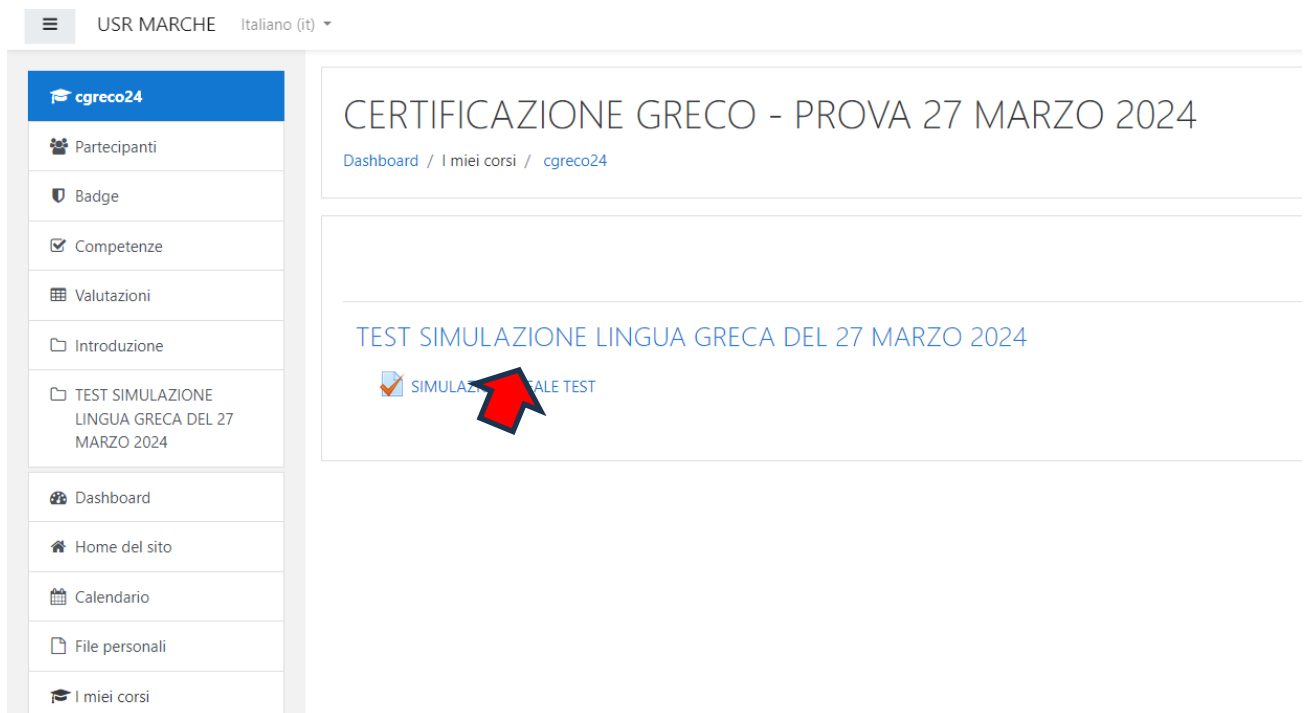 USR MARCHE Italiano (it)
cgreco24
Partecipanti
Badge
Competenze
Valutazioni
Introduzione
TEST SIMULAZIONE
LINGUA GRECA DEL 27
MARZO 2024
Dashboard
Home del sito
Calendario
File personali
I miei corsi
CERTIFICAZIONE GRECO - PROVA 27 MARZO 2024
Dashboard / I miei corsi / cgreco24
TEST SIMULAZIONE LINGUA GRECA DEL 27 MARZO 2024
TEST